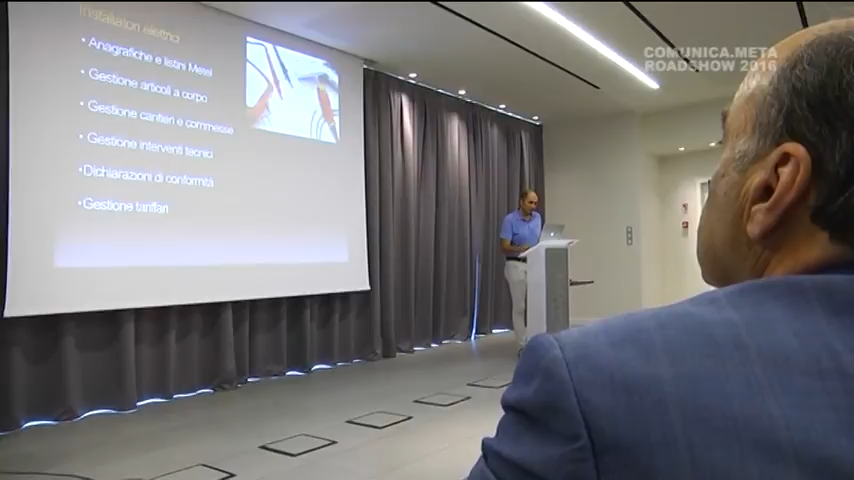 Installatori elettrici
• Anagrafiche e listini Metel
• Gestione articoli a corpo
• Gestione cantieri e commesse
• Gestione interventi tecnici
• Dichiarazioni di conformità
• Gestione tariffari
COMUNICA.META
ROADSHOW 2016